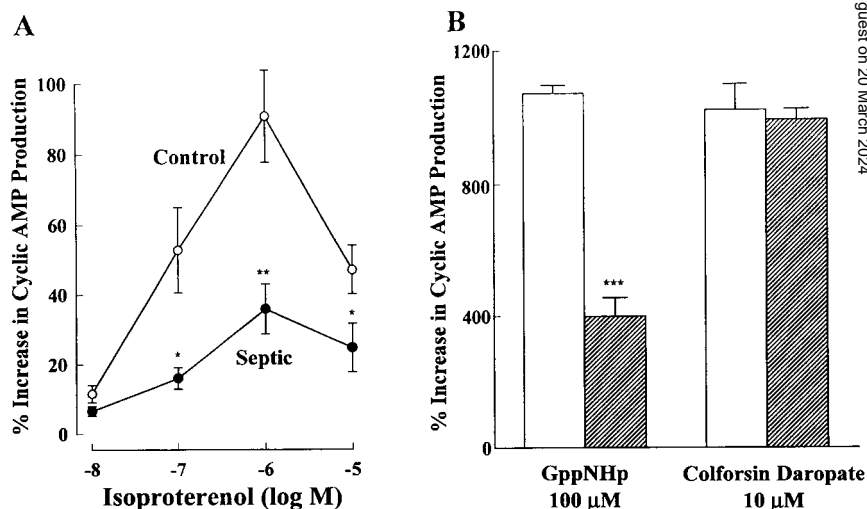 A
% Increase in Cyclic AMP Production
100
80
60
40
20
0
Control
Septic
*
**
*
-8
-7
-6
-5
Isoproterenol (log M)
B
% Increase in Cyclic AMP Production
1200
800
400
0
***
GppNHp
100 μM
Colforsin Daropate
10 μM
guest on 20 March 2024